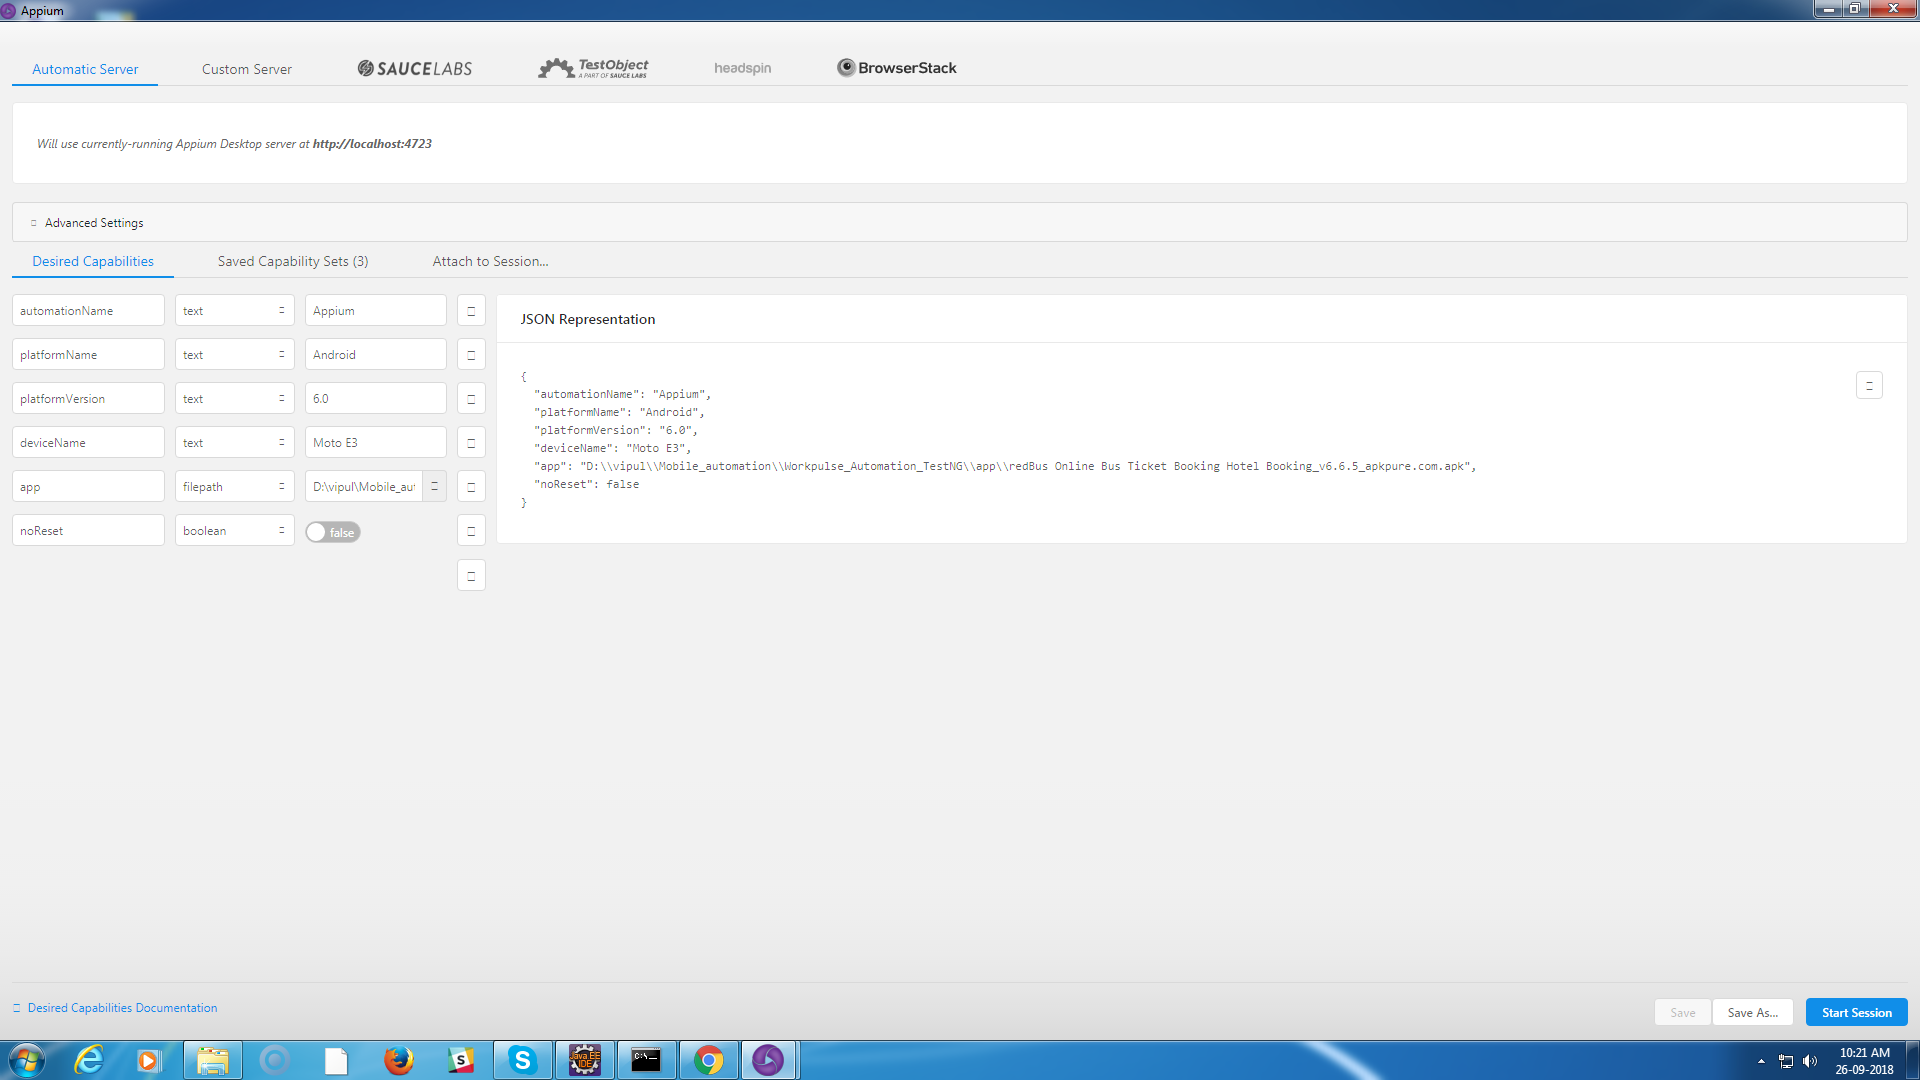 Appium
Automatic Server
Custom Server
SAUCELABS
TestObject
A PART OF SAUCE LABS
headspin
BrowserStack
Will use currently-running Appium Desktop server at http://localhost:4723
Advanced Settings
Desired Capabilities
Saved Capability Sets (3)
Attach to Session...
automationName text Appium
platformName text Android
platformVersion text 6.0
deviceName text Moto E3
app filepath D:\vipul\Mobile_aut
noReset boolean false
JSON Representation
{
"automationName": "Appium",
"platformName": "Android",
"platformVersion": "6.0",
"deviceName": "Moto E3",
"app": "D:\\vipul\\Mobile_automation\\Workpulse_Automation_TestNG\\app\\redBus Online Bus Ticket Booking Hotel Booking_v6.6.5_apkpure.com.apk",
"noReset": false
}
Desired Capabilities Documentation
Save
Save As...
Start Session
Java EE
IDE
C:\_
10:21 AM
26-09-2018